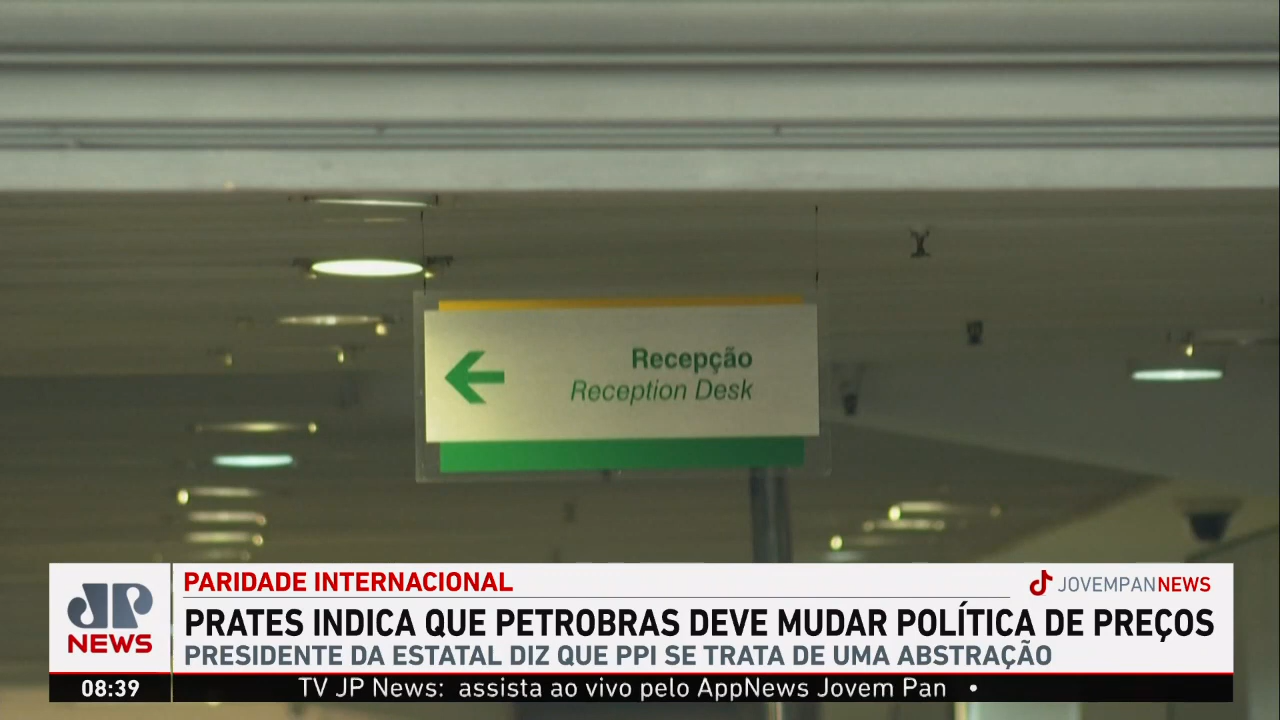 Recepção
Reception Desk
PARIDADE INTERNACIONAL
JOVEMPANNEWS
JP
NEWS
PRATES INDICA QUE PETROBRAS DEVE MUDAR POLÍTICA DE PREÇOS
PRESIDENTE DA ESTATAL DIZ QUE PPI SE TRATA DE UMA ABSTRAÇÃO
08:39
TV JP News: assista ao vivo pelo AppNews Jovem Pan •